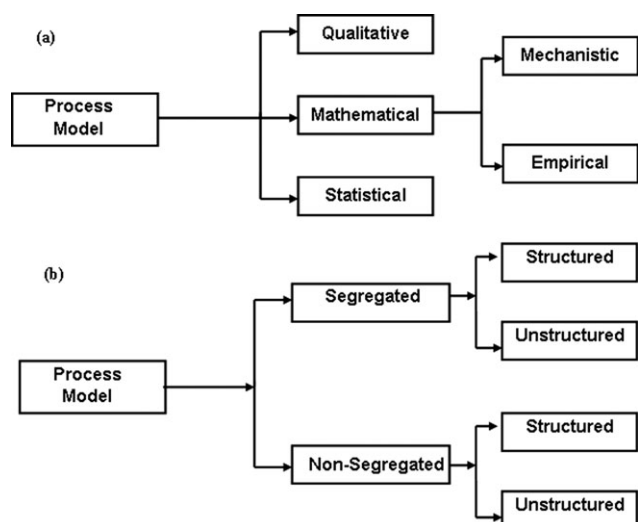 (a)
Process
Model
Qualitative
Mathematical
Statistical
Mechanistic
Empirical
(b)
Process
Model
Segregated
Structured
Unstructured
Non-Segregated
Structured
Unstructured